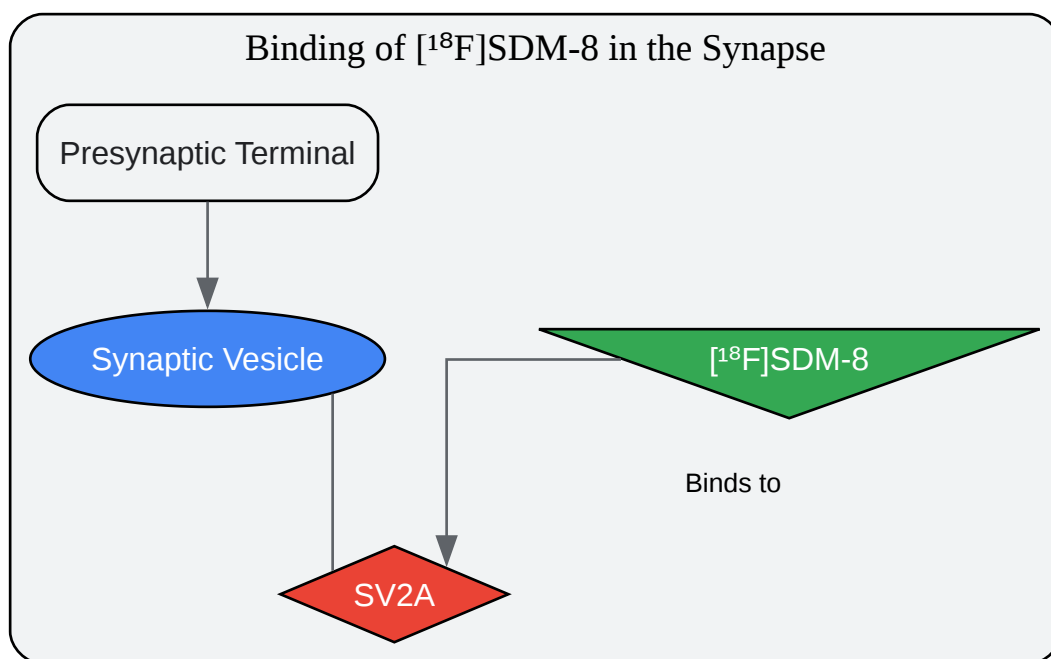 Binding of [¹⁸F]SDM-8 in the Synapse
Presynaptic Terminal
Synaptic Vesicle
[¹⁸F]SDM-8
Binds to
SV2A